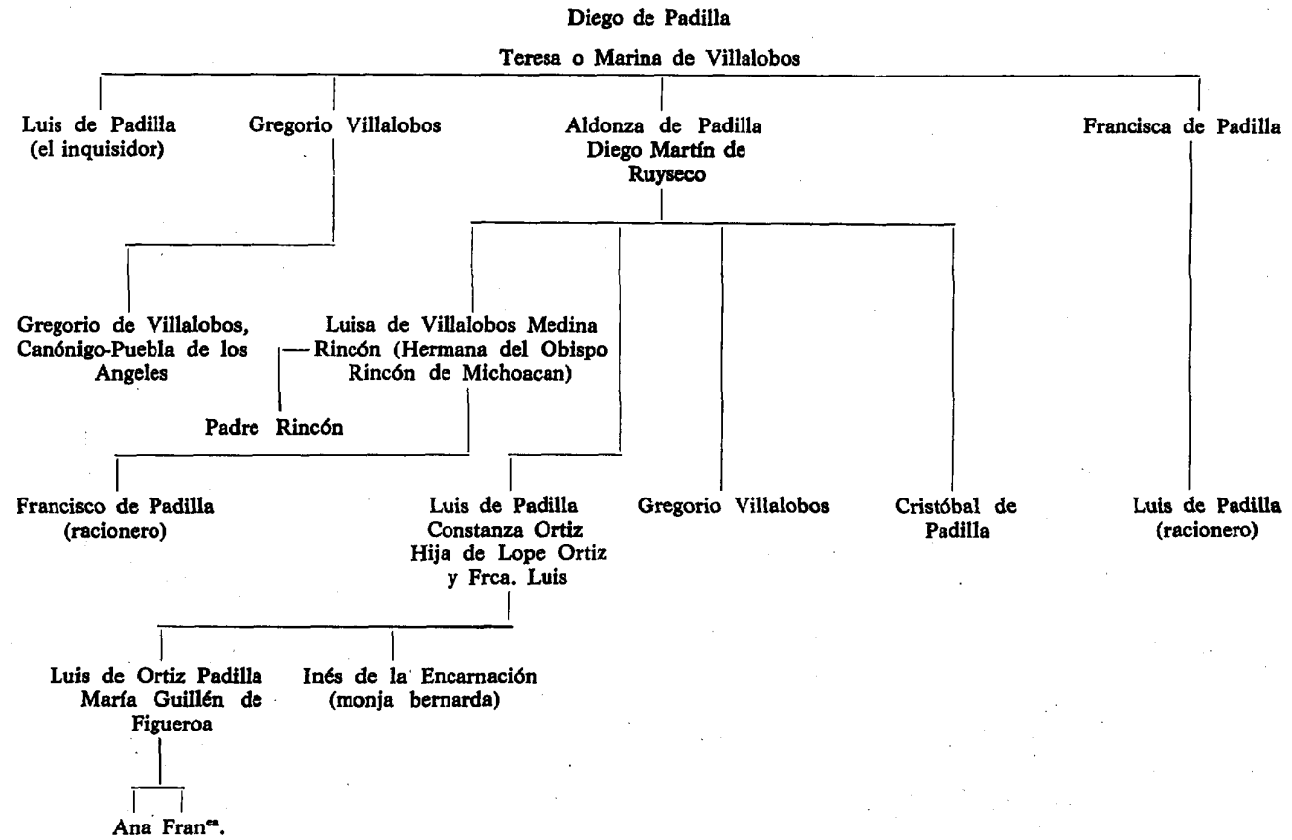 Diego de Padilla
Teresa o Marina de Villalobos
Luis de Padilla
(el inquisidor)
Gregorio Villalobos
Aldonza de Padilla
Diego Martín de
Ruyseco
Francisca de Padilla
Gregorio de Villalobos,
Canónigo-Puebla de los
Angeles
Luisa de Villalobos Medina
Rincón (Hermana del Obispo
Rincón de Michoacan)
Padre Rincón
Francisco de Padilla
(racionero)
Luis de Padilla
Constanza Ortiz
Hija de Lope Ortiz
y Frca. Luis
Gregorio Villalobos
Cristóbal de
Padilla
Luis de Padilla
(racionero)
Luis de Ortiz Padilla
María Guillén de
Figueroa
Inés de la Encarnación
(monja bernarda)
Ana Franᶜᵃ.